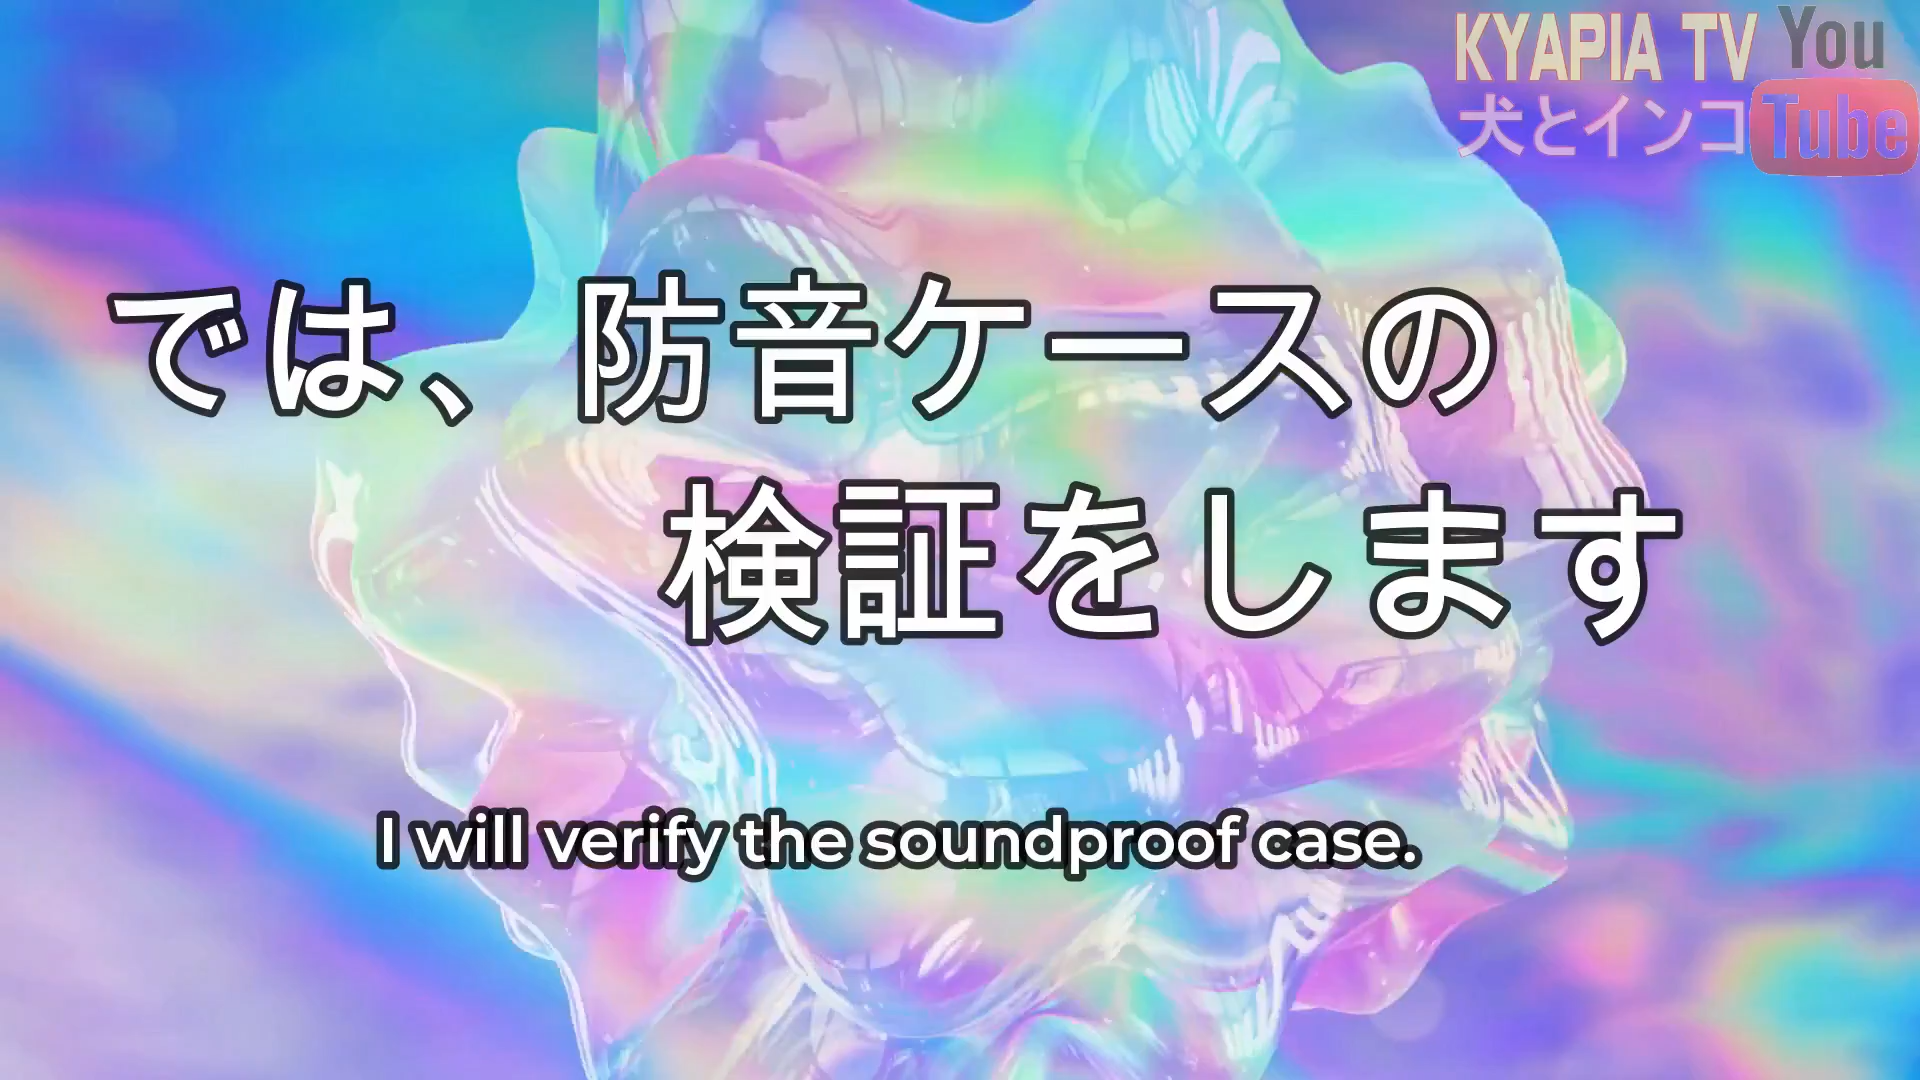 KYAPIA TV You
犬とインコ Tube
では、防音ケースの
検証をします
I will verify the soundproof case.